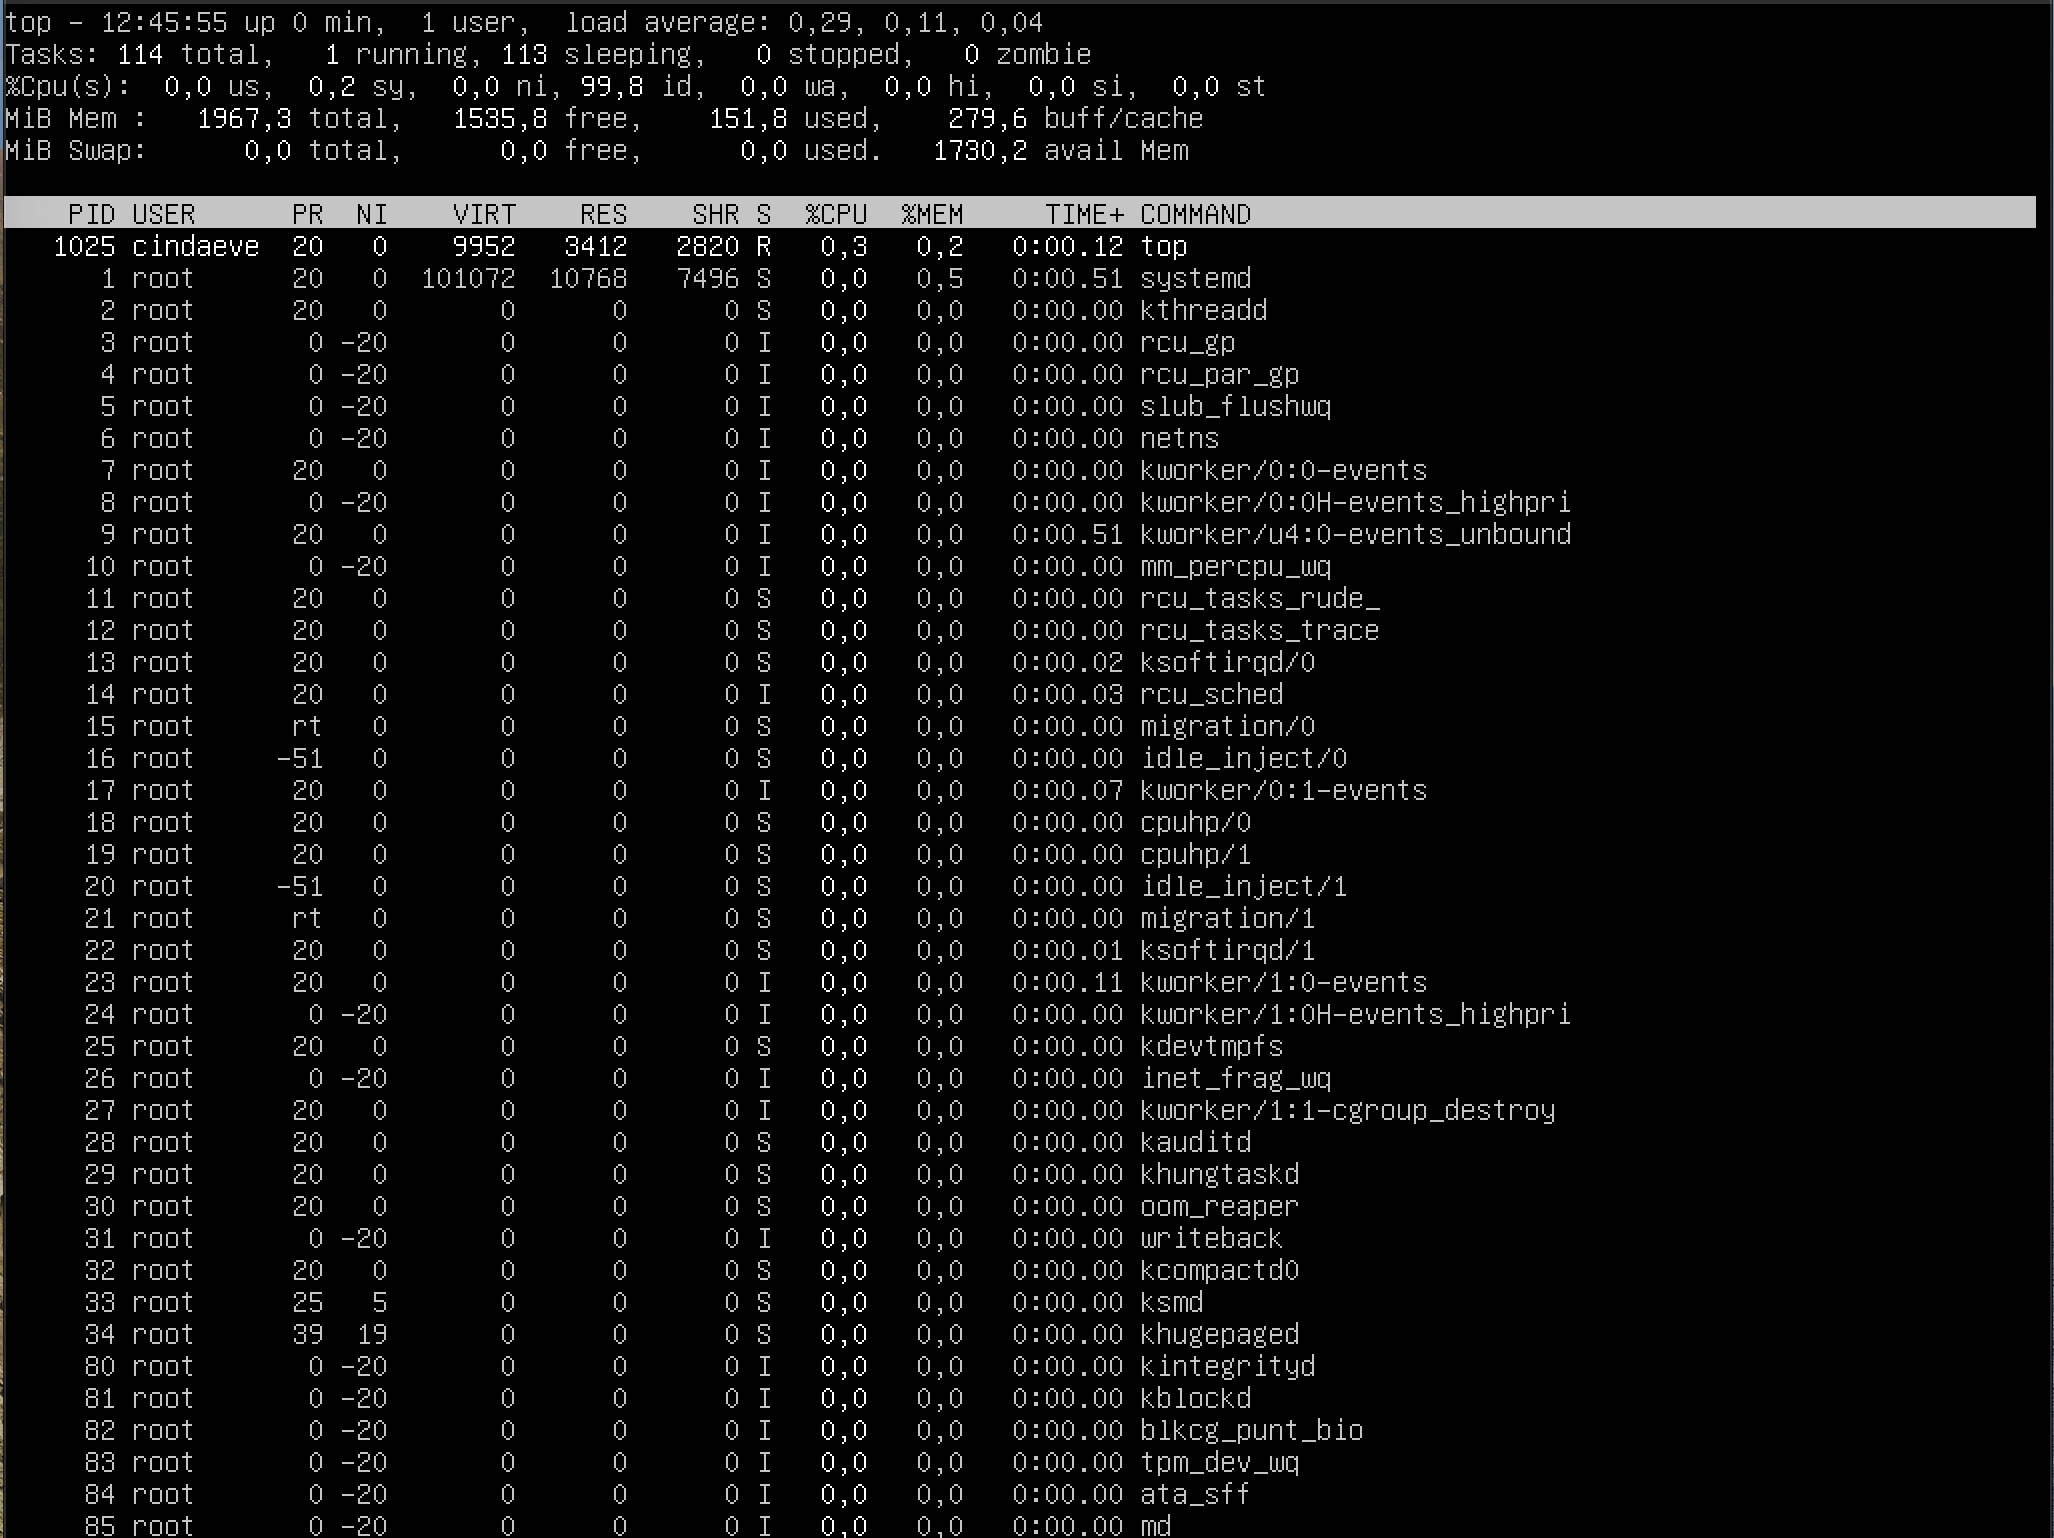 top - 12:45:55 up 0 min,  1 user,  load average: 0,29, 0,11, 0,04
Tasks: 114 total,   1 running, 113 sleeping,   0 stopped,   0 zombie
%Cpu(s):  0,0 us,  0,2 sy,  0,0 ni, 99,8 id,  0,0 wa,  0,0 hi,  0,0 si,  0,0 st
MiB Mem :   1967,3 total,   1535,8 free,    151,8 used,    279,6 buff/cache
MiB Swap:      0,0 total,      0,0 free,      0,0 used.   1730,2 avail Mem
PID USER PR NI VIRT RES SHR S %CPU %MEM TIME+ COMMAND
1025 cindaeve 20 0 9952 3412 2820 R 0,3 0,2 0:00.12 top
1 root 20 0 101072 10768 7496 S 0,0 0,5 0:00.51 systemd
2 root 20 0 0 0 0 S 0,0 0,0 0:00.00 kthreadd
3 root 0 -20 0 0 0 I 0,0 0,0 0:00.00 rcu_gp
4 root 0 -20 0 0 0 I 0,0 0,0 0:00.00 rcu_par_gp
5 root 0 -20 0 0 0 I 0,0 0,0 0:00.00 slub_flushwq
6 root 0 -20 0 0 0 I 0,0 0,0 0:00.00 netns
7 root 20 0 0 0 0 I 0,0 0,0 0:00.00 kworker/0:0-events
8 root 0 -20 0 0 0 I 0,0 0,0 0:00.00 kworker/0:0H-events_highpri
9 root 20 0 0 0 0 I 0,0 0,0 0:00.51 kworker/u4:0-events_unbound
10 root 0 -20 0 0 0 I 0,0 0,0 0:00.00 mm_percpu_wq
11 root 20 0 0 0 0 S 0,0 0,0 0:00.00 rcu_tasks_rude_
12 root 20 0 0 0 0 S 0,0 0,0 0:00.00 rcu_tasks_trace
13 root 20 0 0 0 0 S 0,0 0,0 0:00.02 ksoftirqd/0
14 root 20 0 0 0 0 I 0,0 0,0 0:00.03 rcu_sched
15 root rt 0 0 0 0 S 0,0 0,0 0:00.00 migration/0
16 root -51 0 0 0 0 S 0,0 0,0 0:00.00 idle_inject/0
17 root 20 0 0 0 0 I 0,0 0,0 0:00.07 kworker/0:1-events
18 root 20 0 0 0 0 S 0,0 0,0 0:00.00 cpuhp/0
19 root 20 0 0 0 0 S 0,0 0,0 0:00.00 cpuhp/1
20 root -51 0 0 0 0 S 0,0 0,0 0:00.00 idle_inject/1
21 root rt 0 0 0 0 S 0,0 0,0 0:00.00 migration/1
22 root 20 0 0 0 0 S 0,0 0,0 0:00.01 ksoftirqd/1
23 root 20 0 0 0 0 I 0,0 0,0 0:00.11 kworker/1:0-events
24 root 0 -20 0 0 0 I 0,0 0,0 0:00.00 kworker/1:0H-events_highpri
25 root 20 0 0 0 0 S 0,0 0,0 0:00.00 kdevtmpfs
26 root 0 -20 0 0 0 I 0,0 0,0 0:00.00 inet_frag_wq
27 root 20 0 0 0 0 I 0,0 0,0 0:00.00 kworker/1:1-cgroup_destroy
28 root 20 0 0 0 0 S 0,0 0,0 0:00.00 kauditd
29 root 20 0 0 0 0 S 0,0 0,0 0:00.00 khungtaskd
30 root 20 0 0 0 0 S 0,0 0,0 0:00.00 oom_reaper
31 root 0 -20 0 0 0 I 0,0 0,0 0:00.00 writeback
32 root 20 0 0 0 0 S 0,0 0,0 0:00.00 kcompactd0
33 root 25 5 0 0 0 S 0,0 0,0 0:00.00 ksmd
34 root 39 19 0 0 0 S 0,0 0,0 0:00.00 khugepaged
80 root 0 -20 0 0 0 I 0,0 0,0 0:00.00 kintegrityd
81 root 0 -20 0 0 0 I 0,0 0,0 0:00.00 kblockd
82 root 0 -20 0 0 0 I 0,0 0,0 0:00.00 blkcg_punt_bio
83 root 0 -20 0 0 0 I 0,0 0,0 0:00.00 tpm_dev_wq
84 root 0 -20 0 0 0 I 0,0 0,0 0:00.00 ata_sff
85 root 0 -20 0 0 0 I 0,0 0,0 0:00.00 md